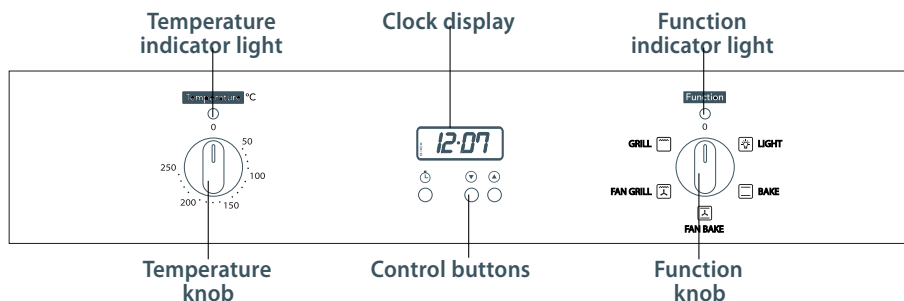 Temperature
indicator light
Clock display
Function
indicator light
Temperature °C
Function
0
50
100
150
200
250
12:07
0
LIGHT
BAKE
FAN BAKE
FAN GRILL
GRILL
Temperature
knob
Control buttons
Function
knob